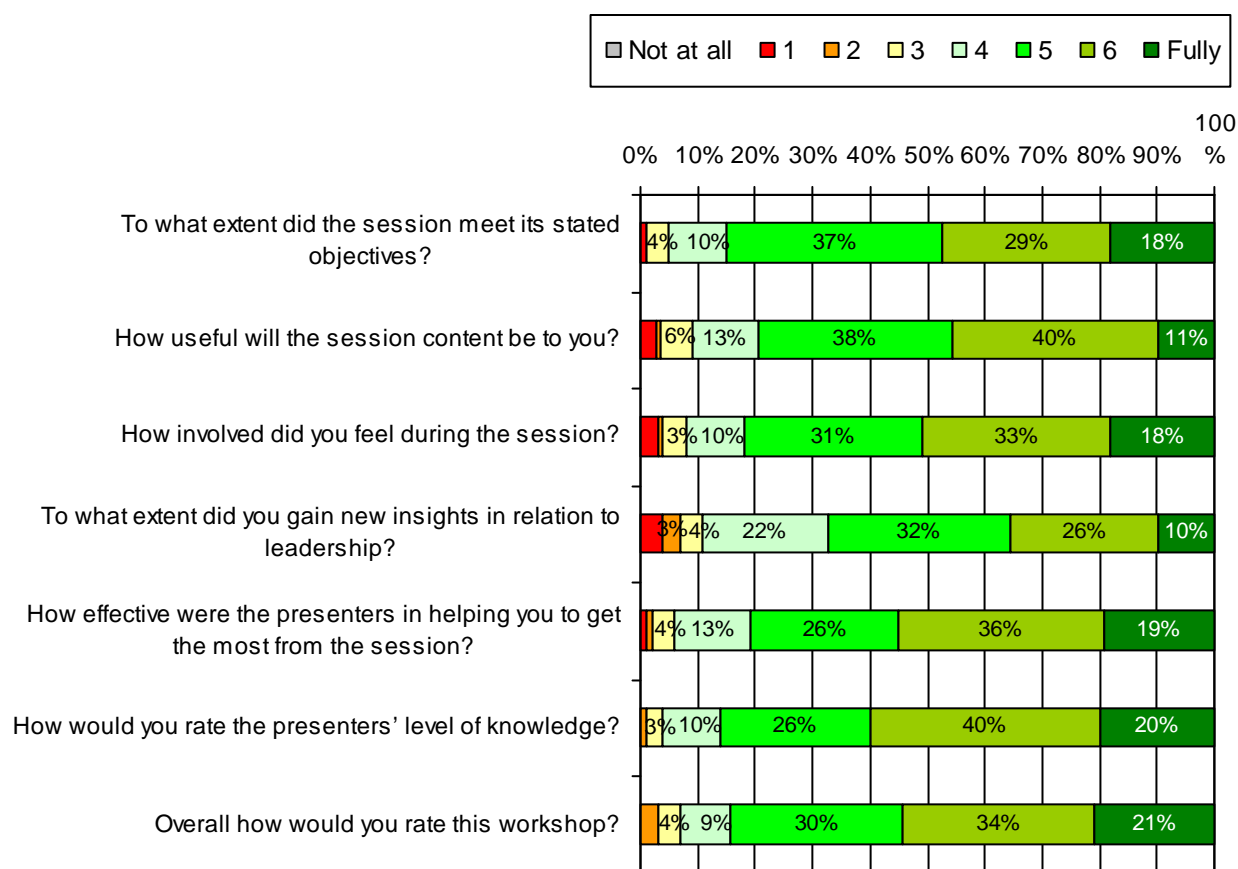 Not at all 1 2 3 4 5 6 Fully
100
0% 10% 20% 30% 40% 50% 60% 70% 80% 90% %
To what extent did the session meet its stated
objectives?
4% 10% 37% 29% 18%
How useful will the session content be to you?
6% 13% 38% 40% 11%
How involved did you feel during the session?
3% 10% 31% 33% 18%
To what extent did you gain new insights in relation to
leadership?
3% 4% 22% 32% 26% 10%
How effective were the presenters in helping you to get
the most from the session?
4% 13% 26% 36% 19%
How would you rate the presenters’ level of knowledge?
3% 10% 26% 40% 20%
Overall how would you rate this workshop?
4% 9% 30% 34% 21%